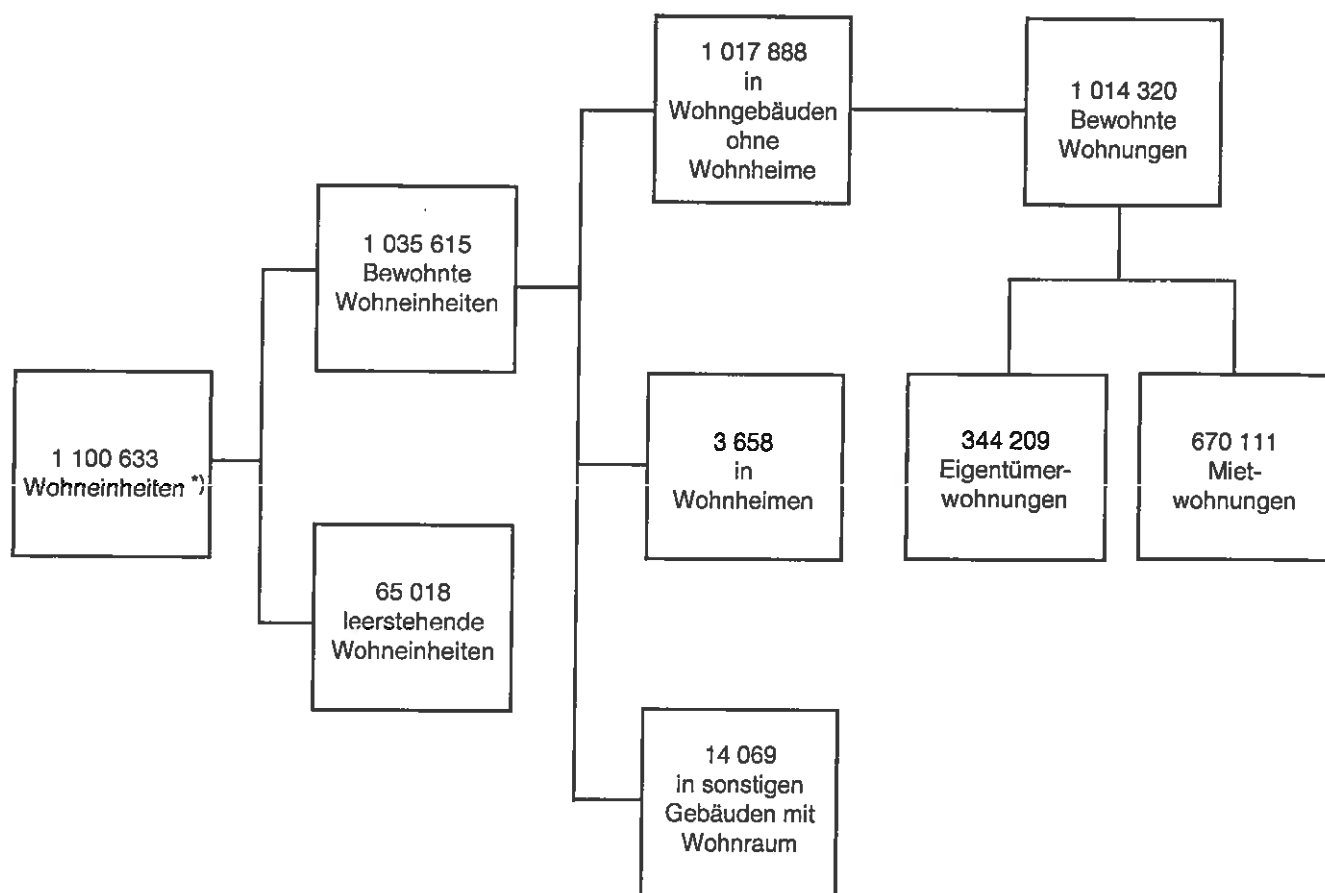 1 017 888
in
Wohngebäuden
ohne
Wohnheime
1 014 320
Bewohnte
Wohnungen
1 035 615
Bewohnte
Wohneinheiten
1 100 633
Wohneinheiten *)
3 658
in
Wohnheimen
344 209
Eigentümer-
wohnungen
670 111
Miet-
wohnungen
65 018
leerstehende
Wohneinheiten
14 069
in sonstigen
Gebäuden mit
Wohnraum